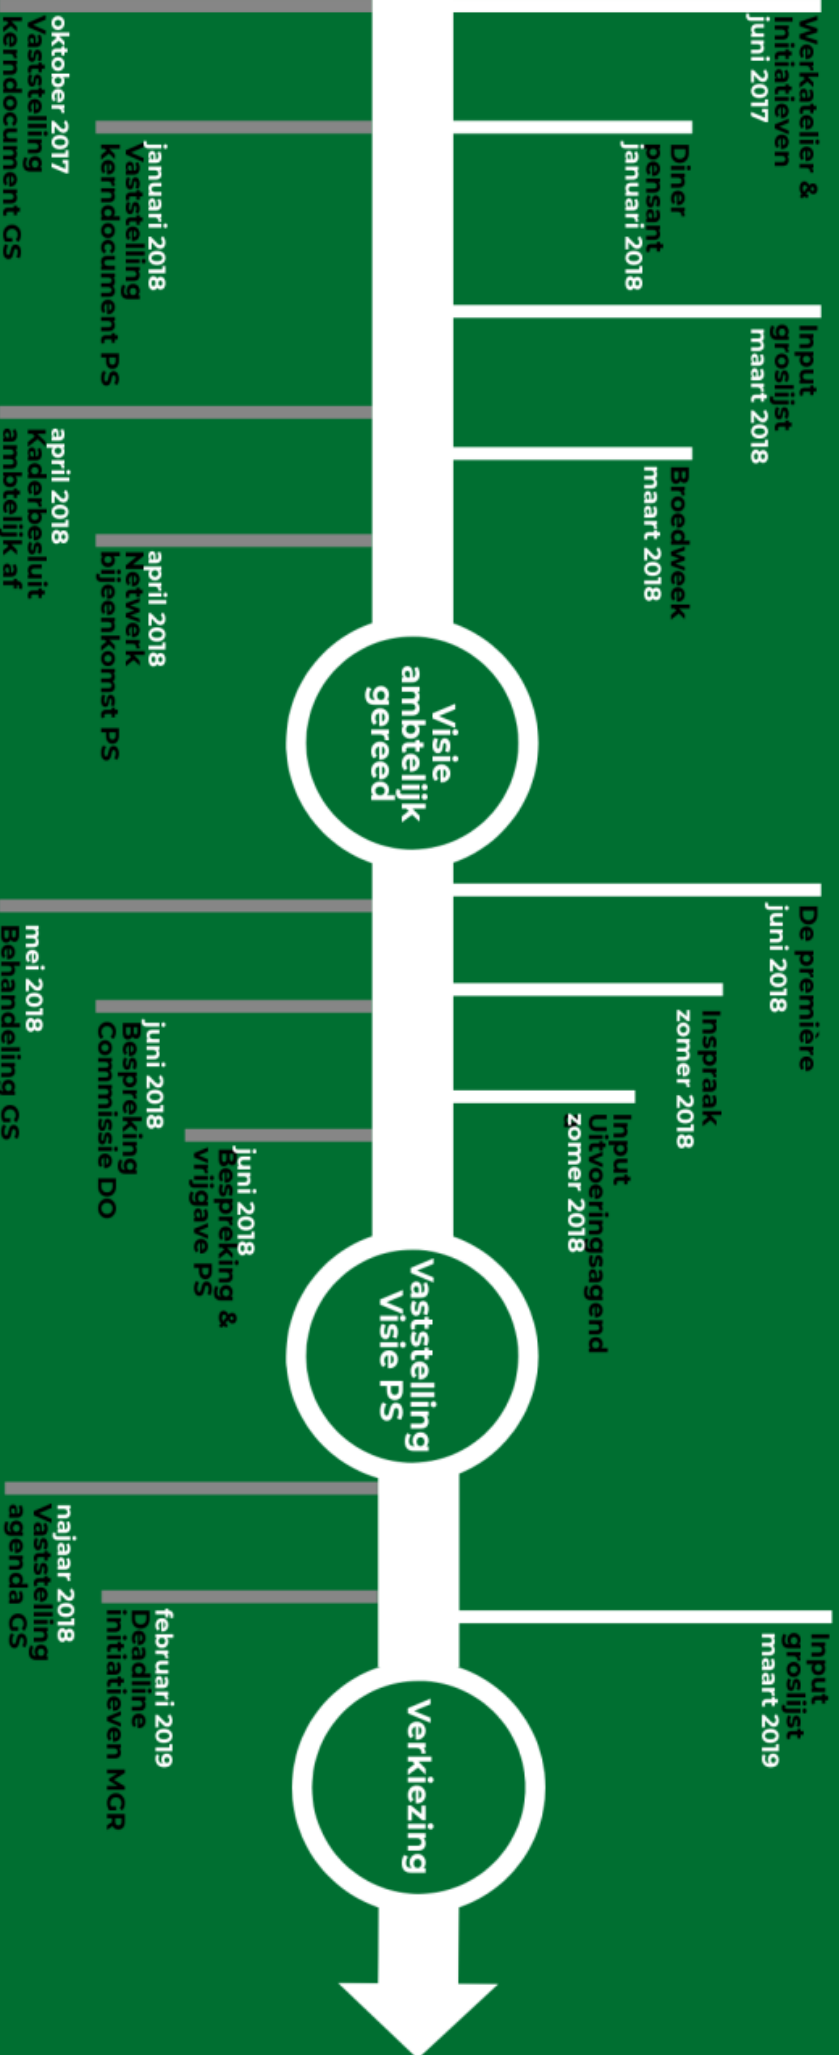 Werkatelier &
Initiatieven
juni 2017
Diner
pensant
januari 2018
Input
groslijst
maart 2018
Broedweek
maart 2018
De première
juni 2018
Inspraak
zomer 2018
Input
Uitvoeringsagend
zomer 2018
Input
groslijst
maart 2019
Visie
ambtelijk
gereed
Vaststelling
Visie PS
Verkiezing
oktober 2017
Vaststelling
kerndocument GS
januari 2018
Vaststelling
kerndocument PS
april 2018
Kaderbesluit
ambtelijk af
april 2018
Netwerk
bijeenkomst PS
mei 2018
Behandeling GS
juni 2018
Bespreking
Commissie DO
juni 2018
Bespreking &
vrijgave PS
najaar 2018
Vaststelling
agenda GS
februari 2019
Deadline
initiatieven MGR